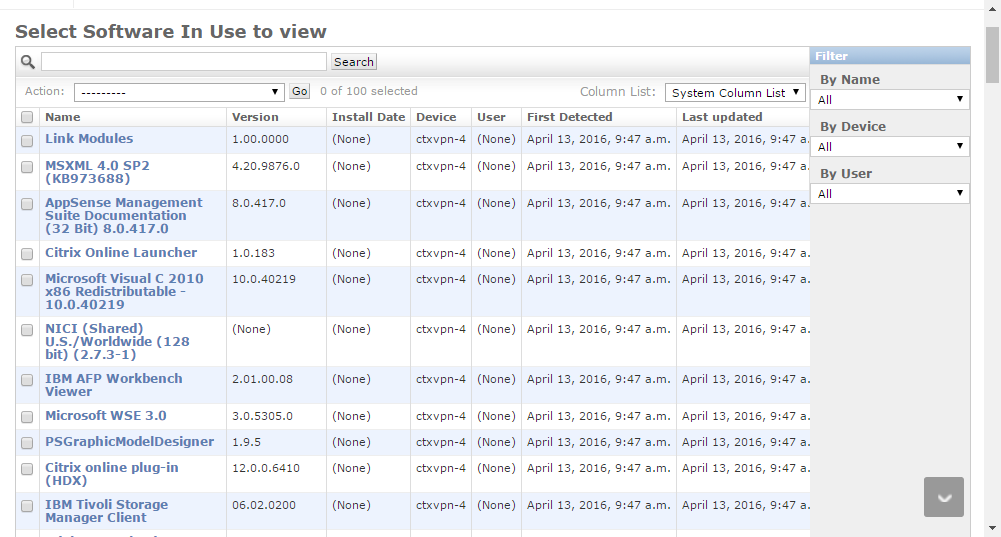 Select Software In Use to view
Search
Filter
By Name
All
By Device
All
By User
All
Action: --------- Go 0 of 100 selected Column List: System Column List
Name Version Install Date Device User First Detected Last updated
Link Modules 1.00.0000 (None) ctxvpn-4 (None) April 13, 2016, 9:47 a.m. April 13, 2016, 9:47 a.
MSXML 4.0 SP2 4.20.9876.0 (None) ctxvpn-4 (None) April 13, 2016, 9:47 a.m. April 13, 2016, 9:47 a.
(KB973688)
AppSense Management 8.0.417.0 (None) ctxvpn-4 (None) April 13, 2016, 9:47 a.m. April 13, 2016, 9:47 a.
Suite Documentation
(32 Bit) 8.0.417.0
Citrix Online Launcher 1.0.183 (None) ctxvpn-4 (None) April 13, 2016, 9:47 a.m. April 13, 2016, 9:47 a.
Microsoft Visual C 2010 10.0.40219 (None) ctxvpn-4 (None) April 13, 2016, 9:47 a.m. April 13, 2016, 9:47 a.
x86 Redistributable -
10.0.40219
NICI (Shared) (None) (None) ctxvpn-4 (None) April 13, 2016, 9:47 a.m. April 13, 2016, 9:47 a.
U.S./Worldwide (128
bit) (2.7.3-1)
IBM AFP Workbench 2.01.00.08 (None) ctxvpn-4 (None) April 13, 2016, 9:47 a.m. April 13, 2016, 9:47 a.
Viewer
Microsoft WSE 3.0 3.0.5305.0 (None) ctxvpn-4 (None) April 13, 2016, 9:47 a.m. April 13, 2016, 9:47 a.
PSGraphicModelDesigner 1.9.5 (None) ctxvpn-4 (None) April 13, 2016, 9:47 a.m. April 13, 2016, 9:47 a.
Citrix online plug-in 12.0.0.6410 (None) ctxvpn-4 (None) April 13, 2016, 9:47 a.m. April 13, 2016, 9:47 a.
(HDX)
IBM Tivoli Storage 06.02.0200 (None) ctxvpn-4 (None) April 13, 2016, 9:47 a.m. April 13, 2016, 9:47 a.
Manager Client